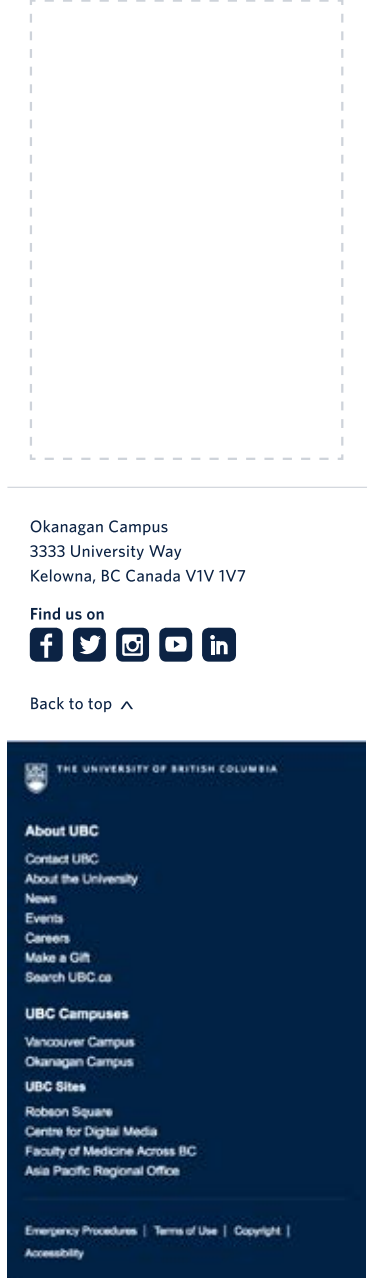 Okanagan Campus
3333 University Way
Kelowna, BC Canada V1V 1V7
Find us on
Back to top
THE UNIVERSITY OF BRITISH COLUMBIA
About UBC
Contact UBC
About the University
News
Events
Careers
Make a Gift
Search UBC.ca
UBC Campuses
Vancouver Campus
Okanagan Campus
UBC Sites
Robson Square
Centre for Digital Media
Faculty of Medicine Across BC
Asia Pacific Regional Office
Emergency Procedures | Terms of Use | Copyright |
Accessibility